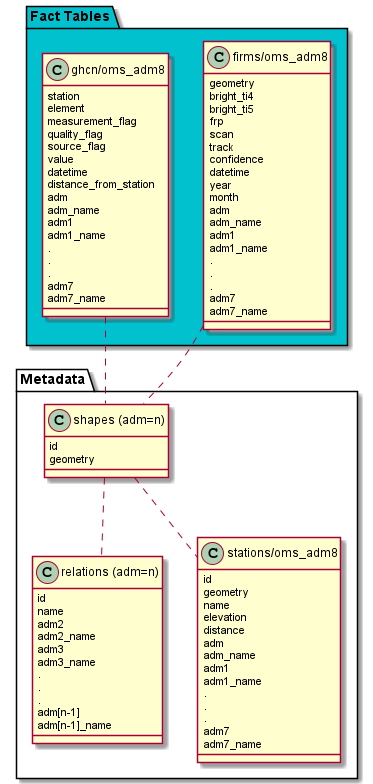 Fact Tables
C ghcn/oms_adm8
station
element
measurement_flag
quality_flag
source_flag
value
datetime
distance_from_station
adm
adm_name
adm1
adm1_name
.
.
.
adm7
adm7_name
C firms/oms_adm8
geometry
bright_ti4
bright_ti5
frp
scan
track
confidence
datetime
year
month
adm
adm_name
adm1
adm1_name
.
.
.
adm7
adm7_name
Metadata
C shapes (adm=n)
id
geometry
C relations (adm=n)
id
name
adm2
adm2_name
adm3
adm3_name
.
.
.
adm[n-1]
adm[n-1]_name
C stations/oms_adm8
id
geometry
name
elevation
distance
adm
adm_name
adm1
adm1_name
.
.
.
adm7
adm7_name